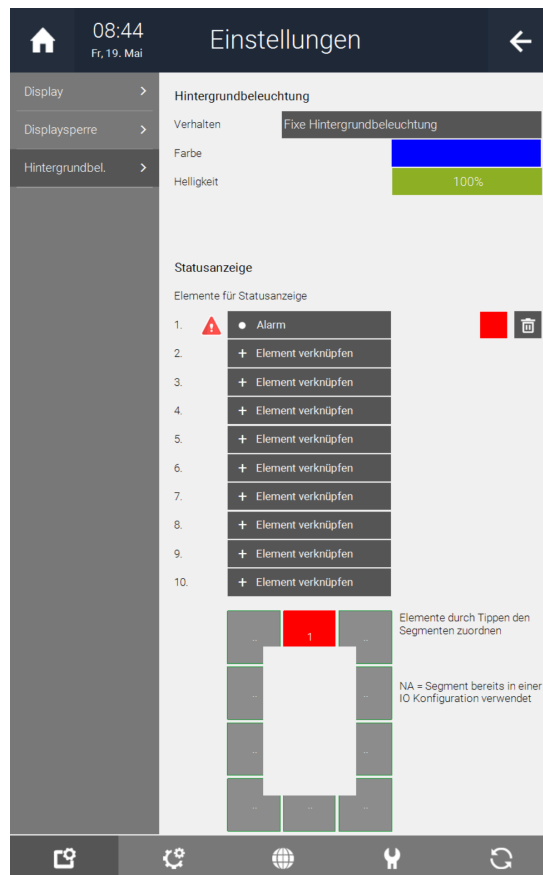 08:44
Fr, 19. Mai
Einstellungen
Display
Displaysperre
Hintergrundbel.
Hintergrundbeleuchtung
Verhalten
Fixe Hintergrundbeleuchtung
Farbe
Helligkeit
100%
Statusanzeige
Elemente für Statusanzeige
1.
Alarm
2.
+ Element verknüpfen
3.
+ Element verknüpfen
4.
+ Element verknüpfen
5.
+ Element verknüpfen
6.
+ Element verknüpfen
7.
+ Element verknüpfen
8.
+ Element verknüpfen
9.
+ Element verknüpfen
10.
+ Element verknüpfen
1
Elemente durch Tippen den
Segmenten zuordnen
NA = Segment bereits in einer
IO Konfiguration verwendet